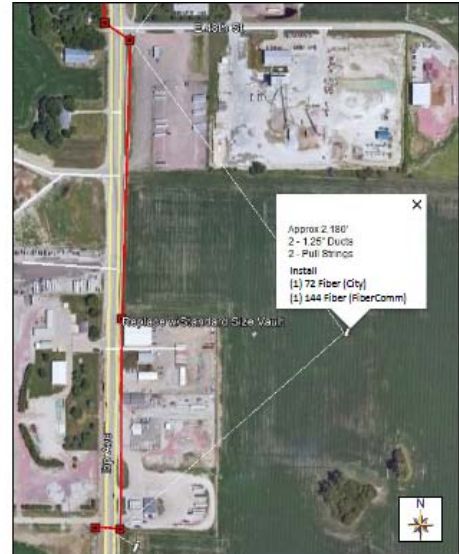 E 48th St
Approx 2,180'
2 - 1.25" Ducts
2 - Pull Strings
Install
(1) 72 Fiber (City)
(1) 144 Fiber (FiberComm)
Replace w/Standard Size Vault
N